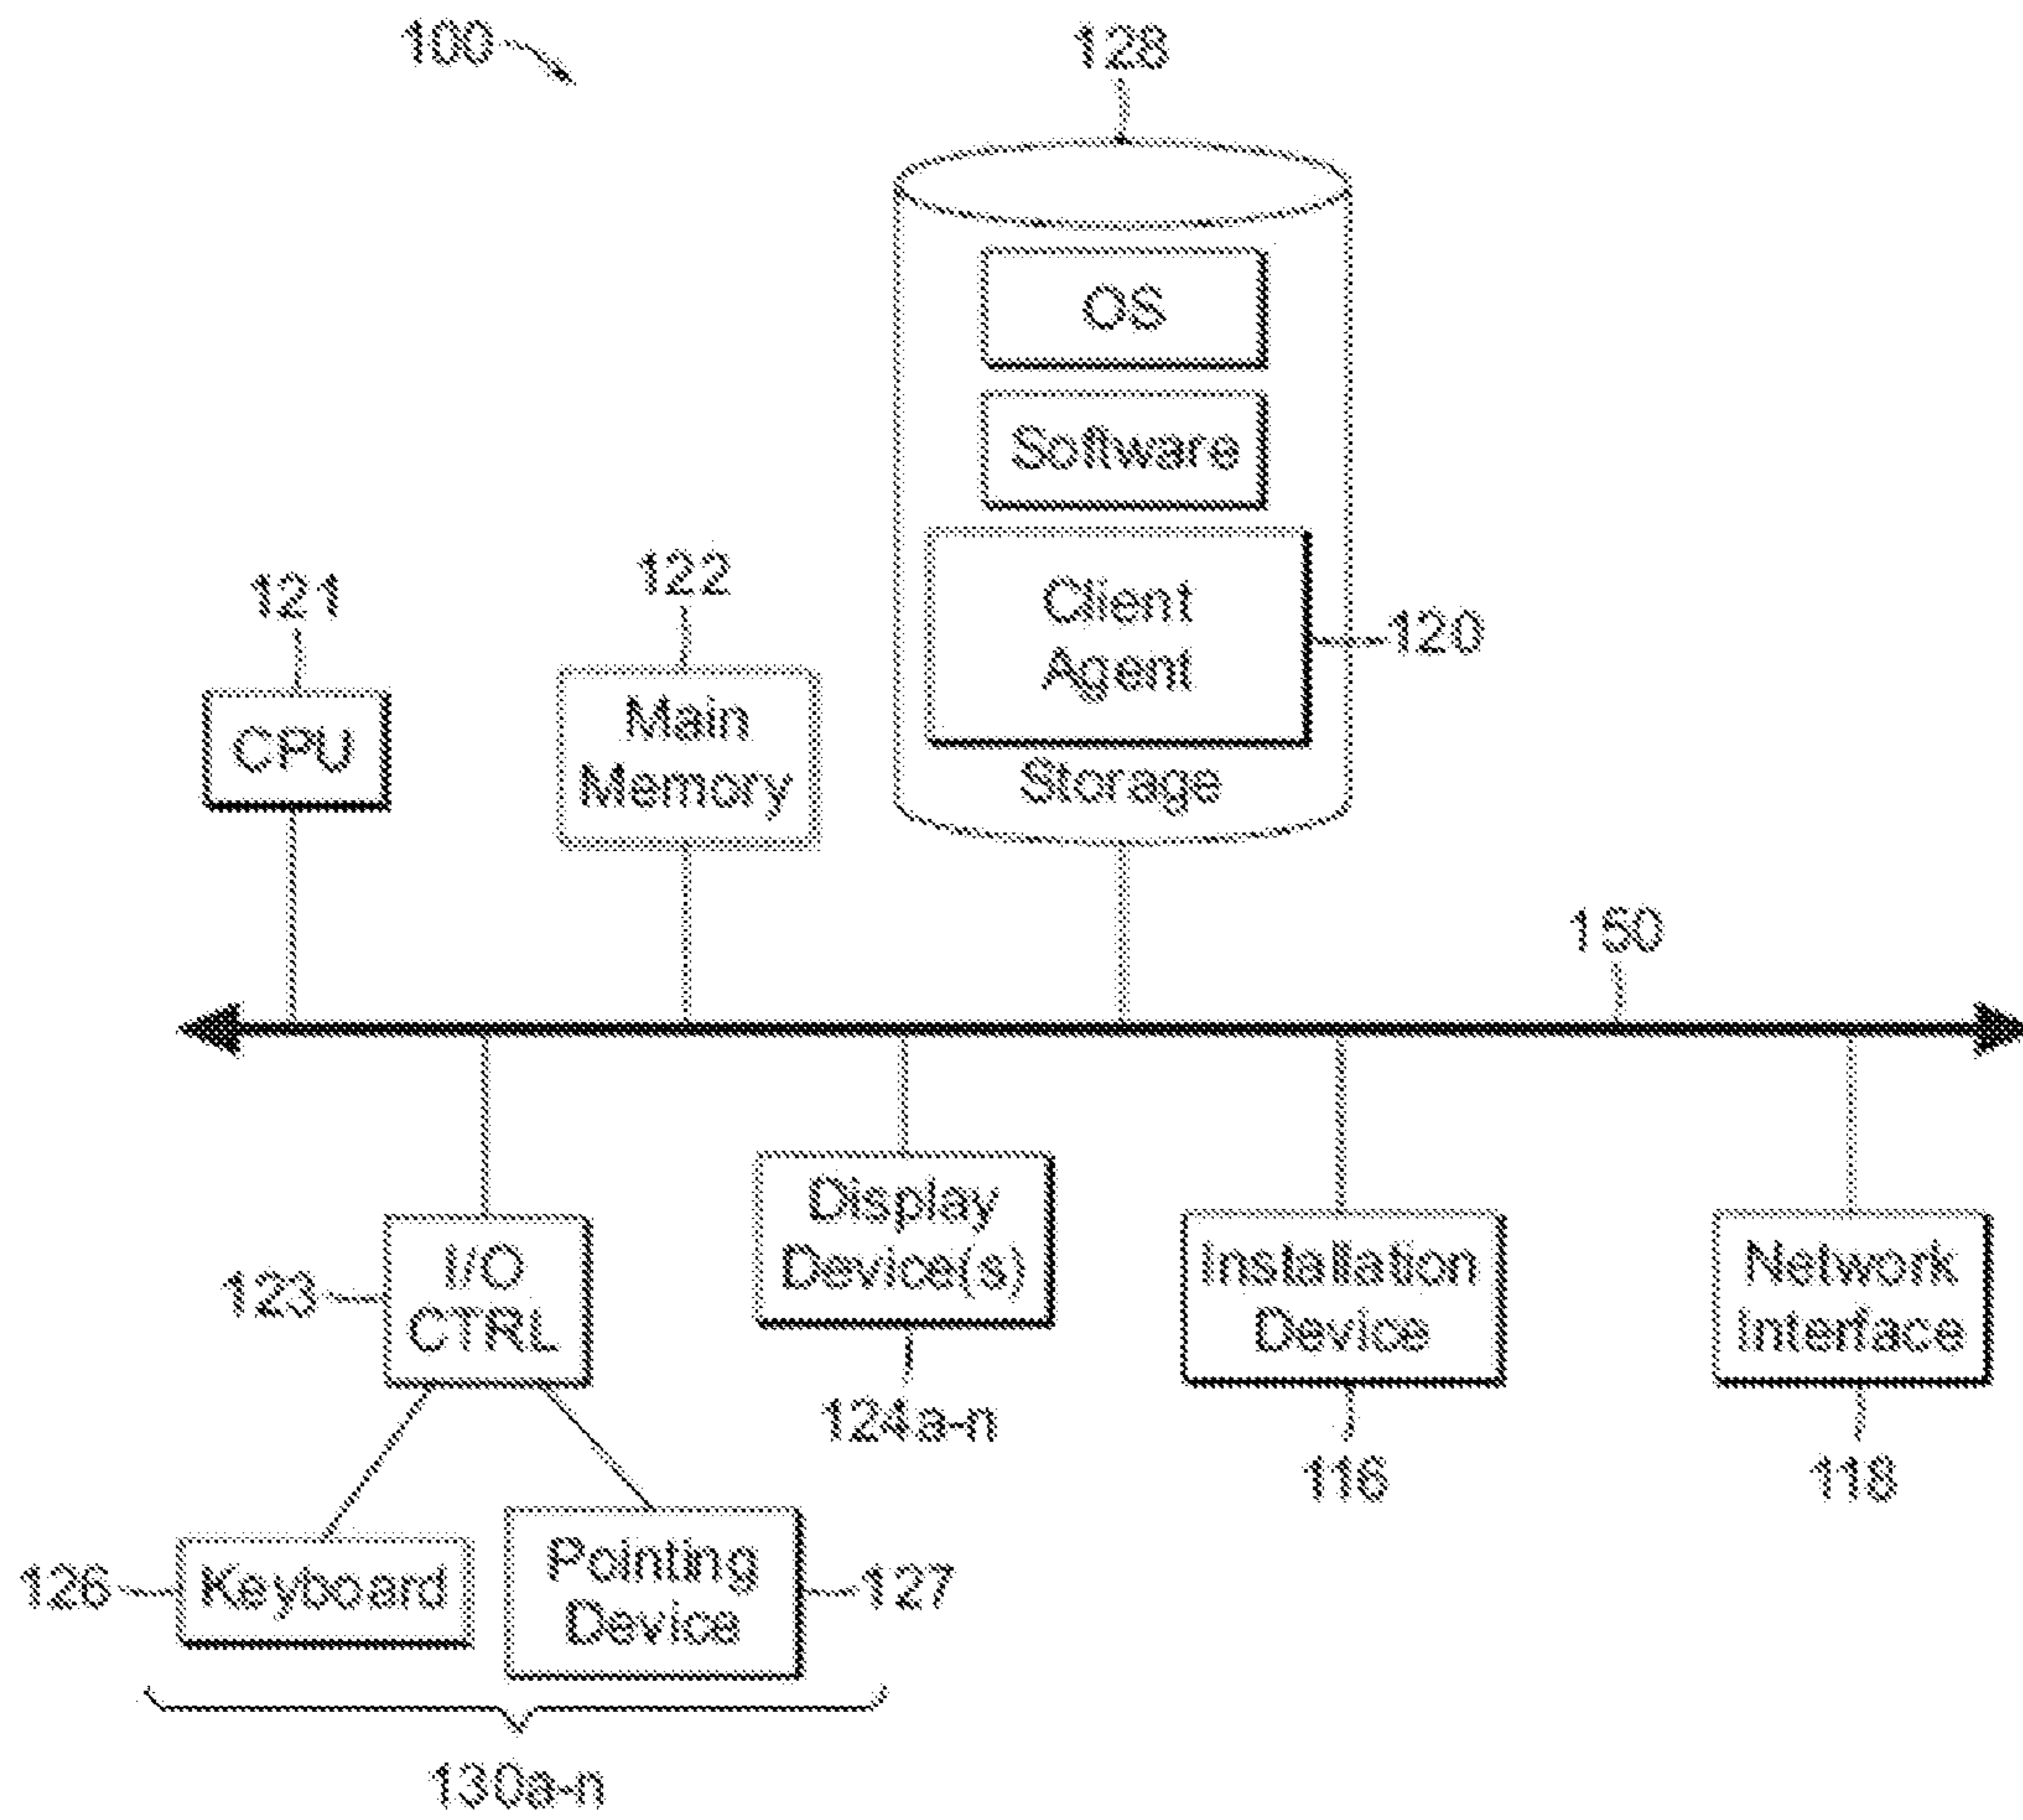 100
128
OS
Software
Client
Agent
120
Storage
121
CPU
122
Main
Memory
150
I/O
CTRL
123
Display
Device(s)
124a-n
Installation
Device
116
Network
Interface
118
126
Keyboard
Pointing
Device
127
130a-n